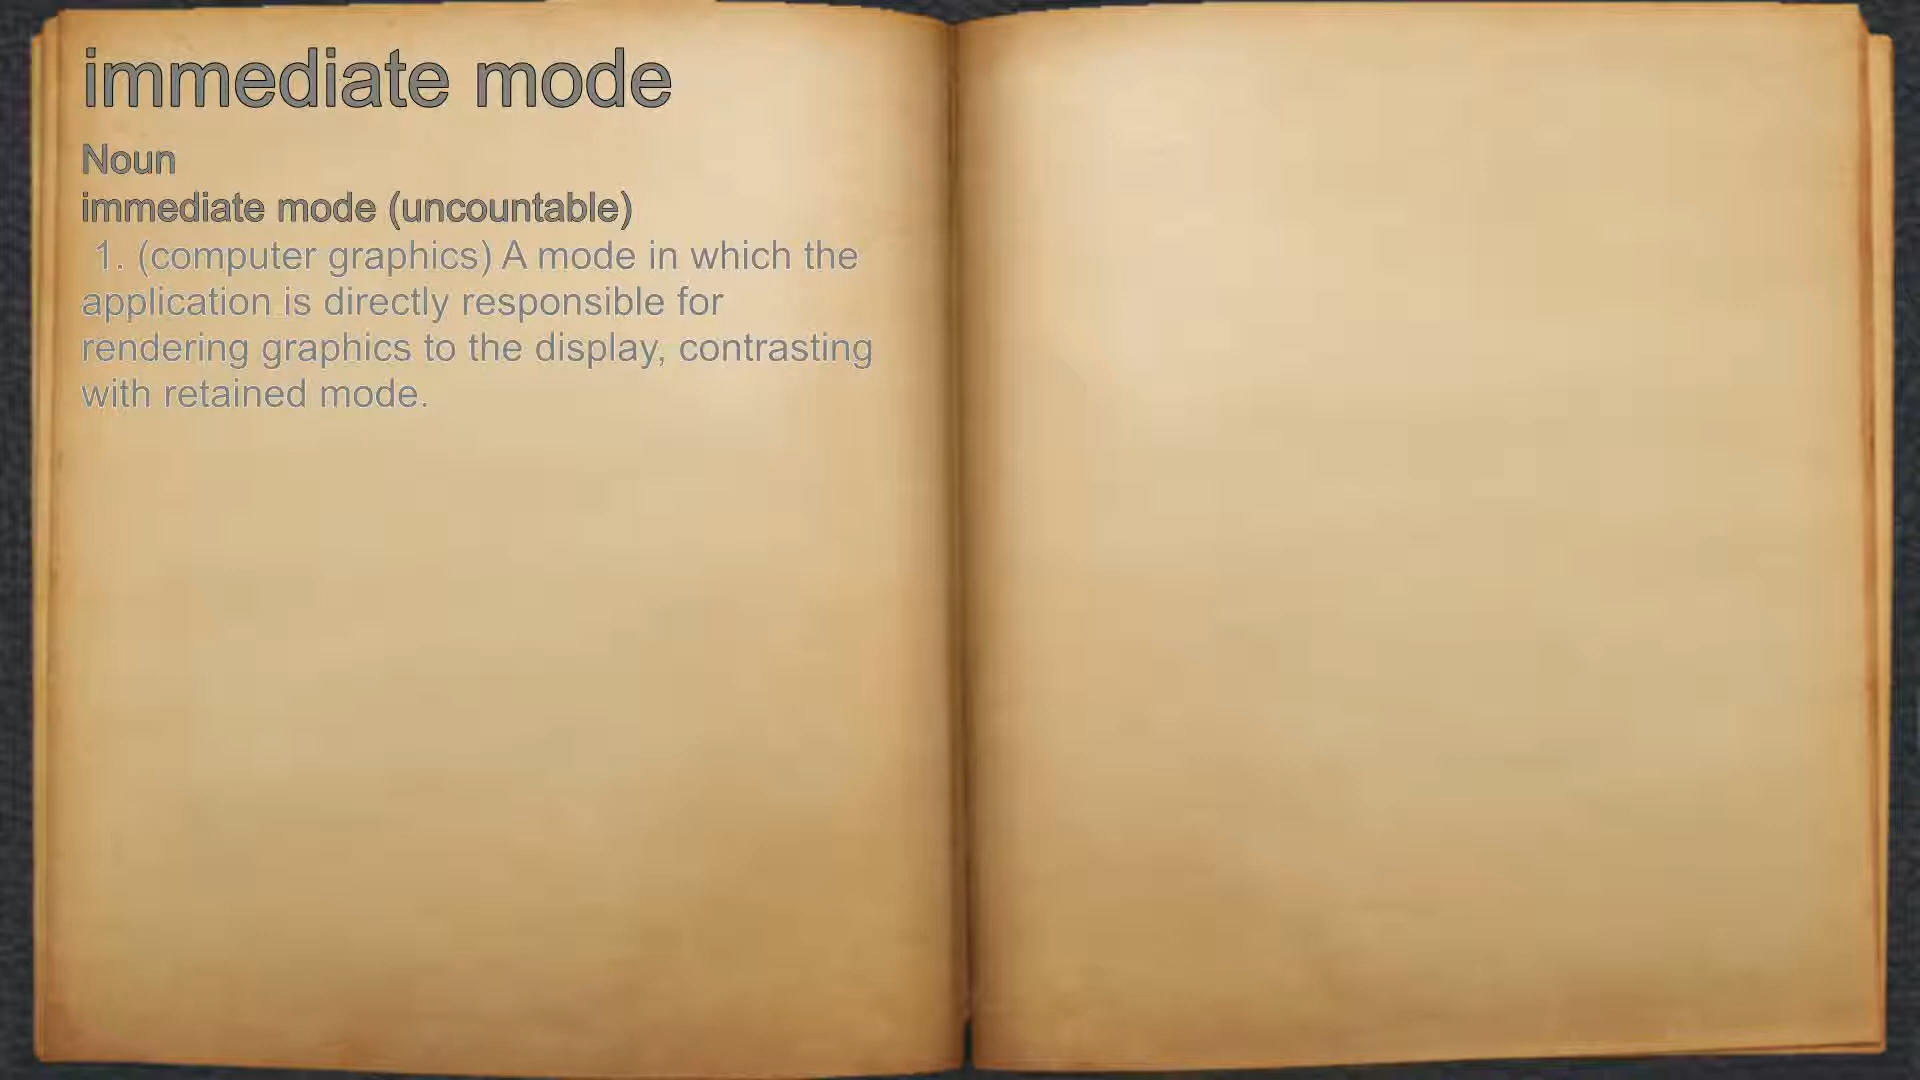 immediate mode
Noun
immediate mode (uncountable)
1. (computer graphics) A mode in which the
application is directly responsible for
rendering graphics to the display, contrasting
with retained mode.